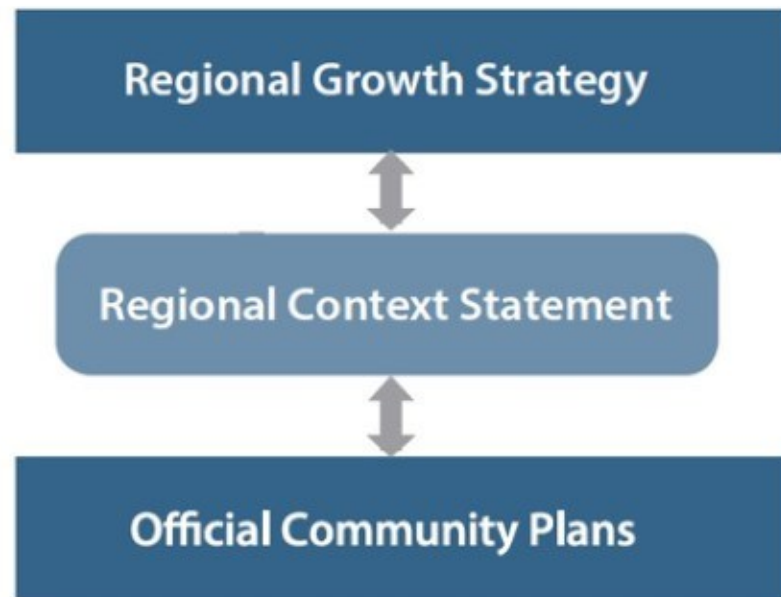 Regional Growth Strategy
Regional Context Statement
Official Community Plans